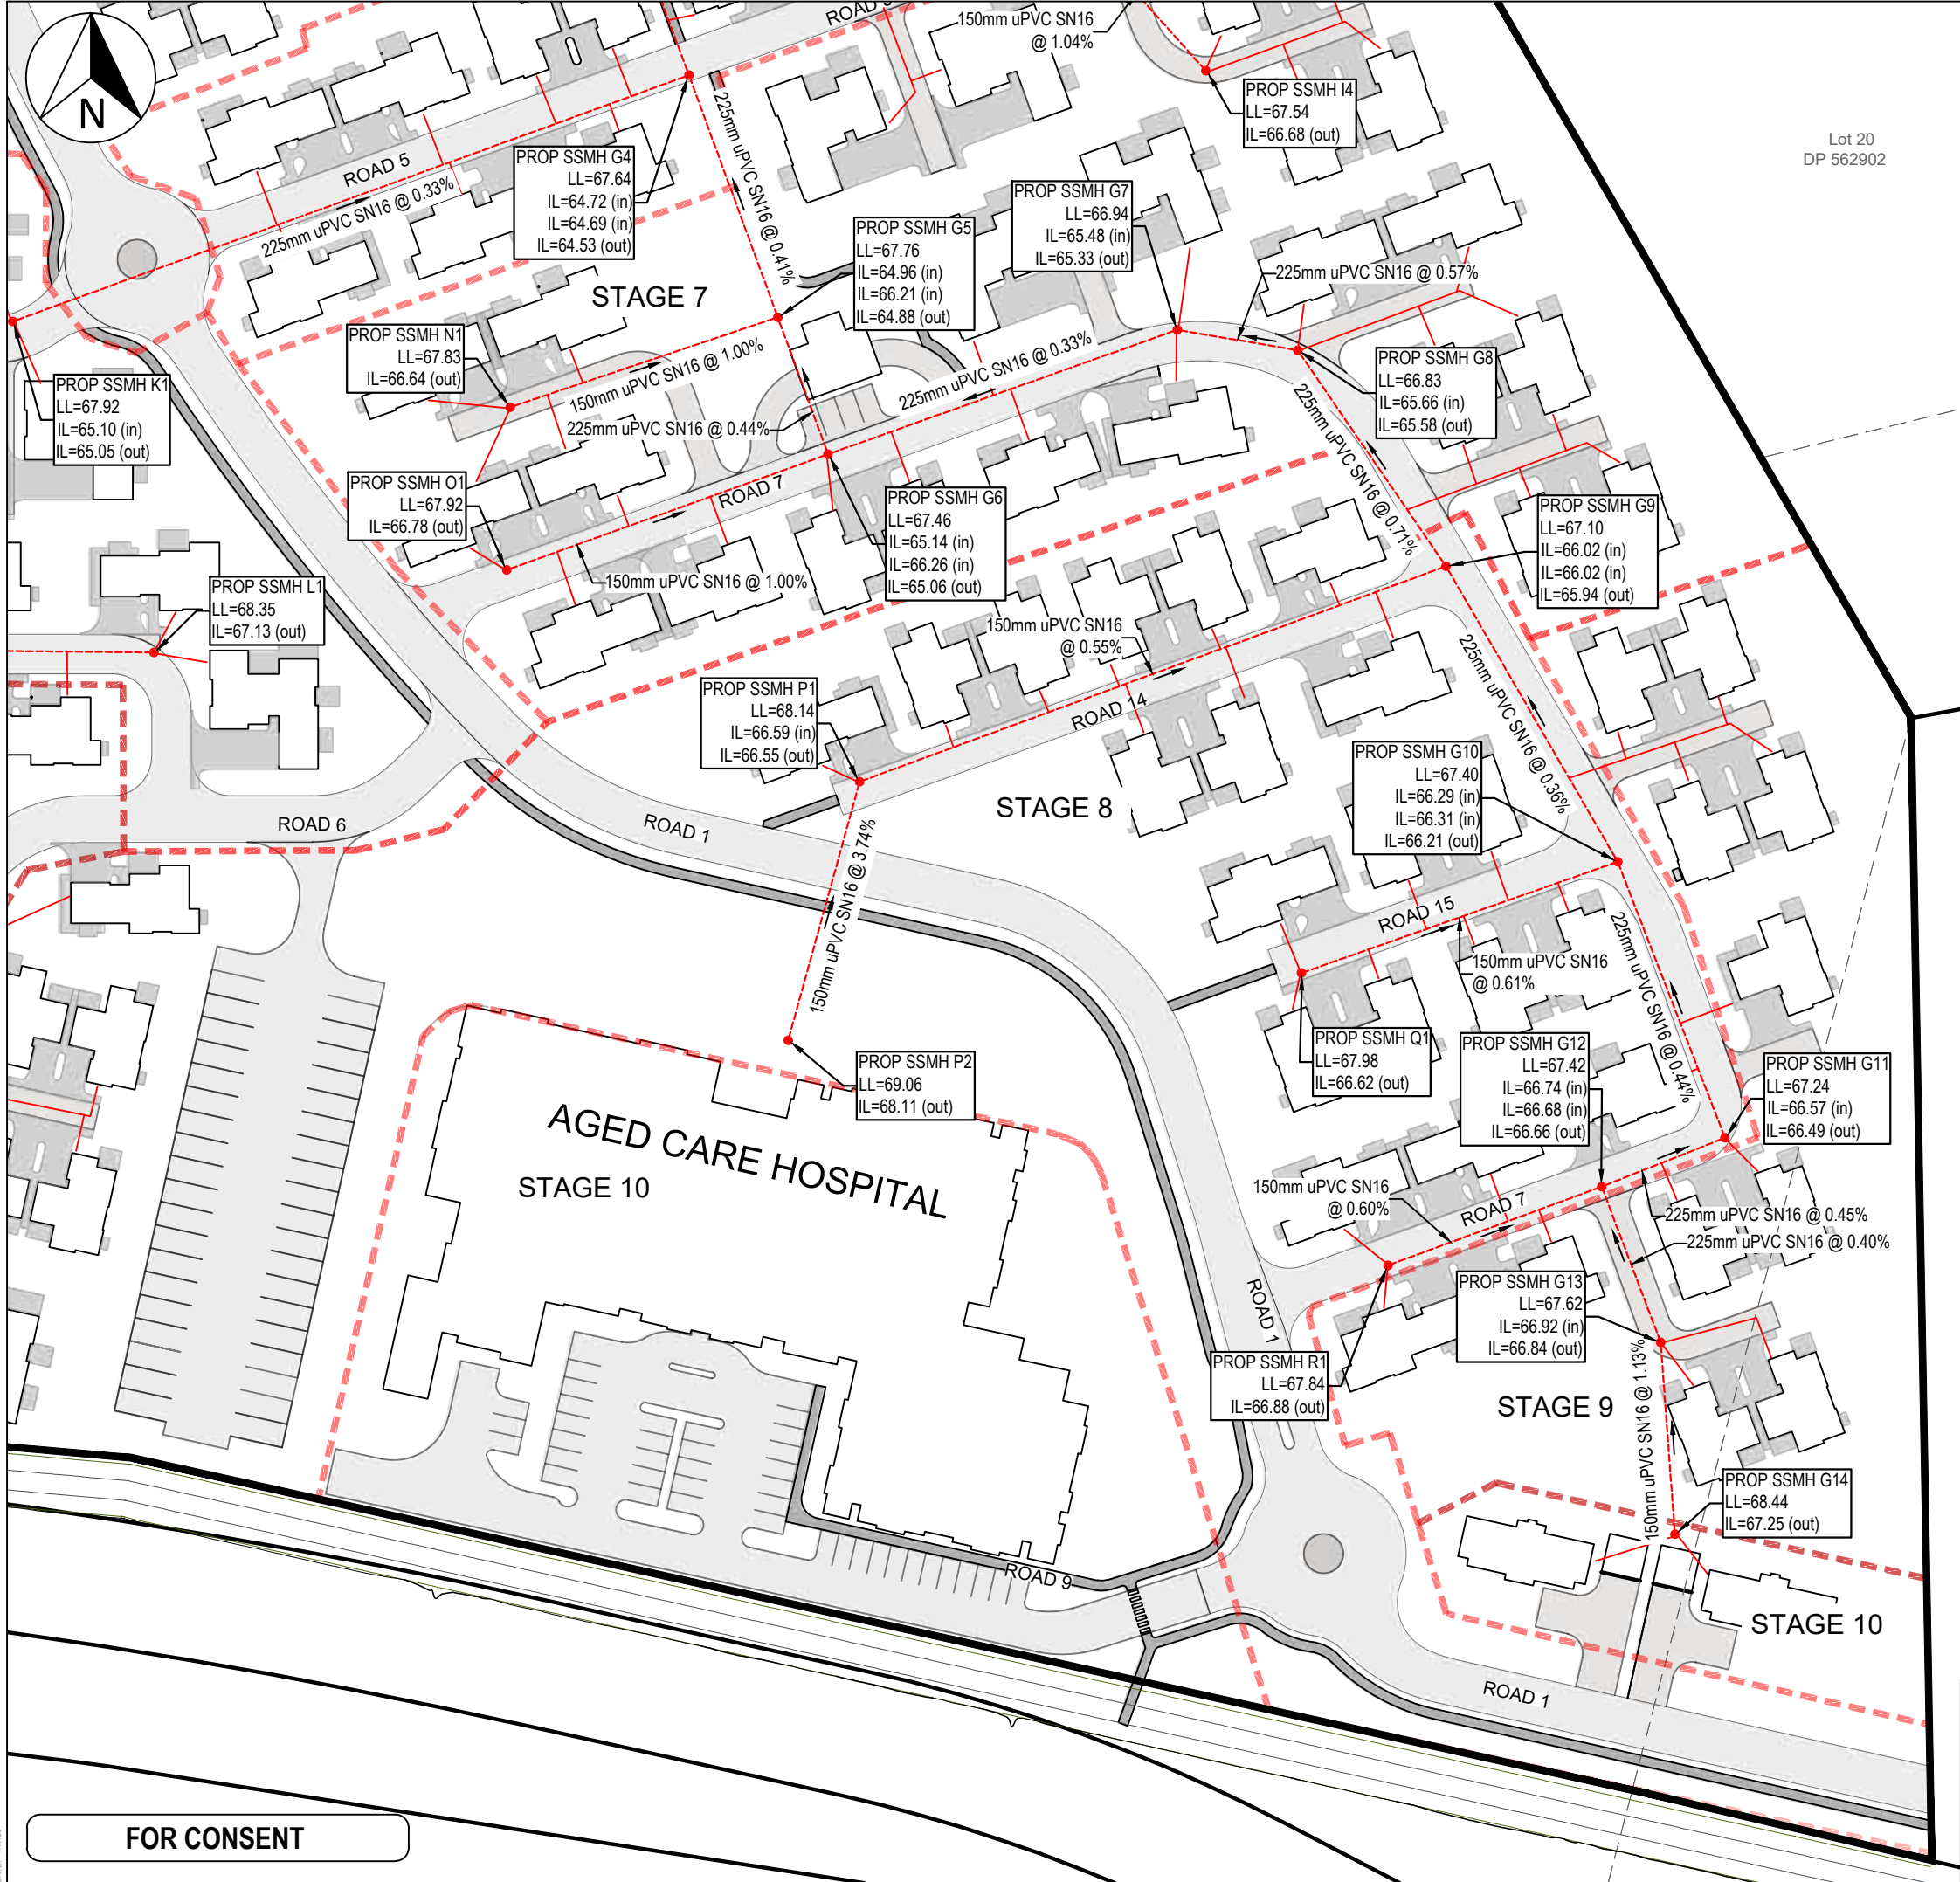 N
ROAD 5
225mm uPVC SN16 @ 0.33%
150mm uPVC SN16
@ 1.04%
PROP SSMH I4
LL=67.54
IL=66.68 (out)
Lot 20
DP 562902
PROP SSMH G4
LL=67.64
IL=64.72 (in)
IL=64.69 (in)
IL=64.53 (out)
225mm uPVC SN16 @ 0.41%
PROP SSMH G5
LL=67.76
IL=64.96 (in)
IL=66.21 (in)
IL=64.88 (out)
PROP SSMH G7
LL=66.94
IL=65.48 (in)
IL=65.33 (out)
225mm uPVC SN16 @ 0.57%
STAGE 7
PROP SSMH N1
LL=67.83
IL=66.64 (out)
150mm uPVC SN16 @ 1.00%
225mm uPVC SN16 @ 0.44%
225mm uPVC SN16 @ 0.33%
PROP SSMH G8
LL=66.83
IL=65.66 (in)
IL=65.58 (out)
PROP SSMH K1
LL=67.92
IL=65.10 (in)
IL=65.05 (out)
225mm uPVC SN16 @ 0.71%
PROP SSMH O1
LL=67.92
IL=66.78 (out)
ROAD 7
PROP SSMH G6
LL=67.46
IL=65.14 (in)
IL=66.26 (in)
IL=65.06 (out)
PROP SSMH G9
LL=67.10
IL=66.02 (in)
IL=66.02 (in)
IL=65.94 (out)
150mm uPVC SN16 @ 1.00%
PROP SSMH L1
LL=68.35
IL=67.13 (out)
150mm uPVC SN16
@ 0.55%
225mm uPVC SN16 @ 0.36%
PROP SSMH P1
LL=68.14
IL=66.59 (in)
IL=66.55 (out)
ROAD 14
PROP SSMH G10
LL=67.40
IL=66.29 (in)
IL=66.31 (in)
IL=66.21 (out)
STAGE 8
ROAD 6
ROAD 1
150mm uPVC SN16 @ 3.74%
ROAD 15
150mm uPVC SN16
@ 0.61%
225mm uPVC SN16 @ 0.44%
PROP SSMH Q1
LL=67.98
IL=66.62 (out)
PROP SSMH G12
LL=67.42
IL=66.74 (in)
IL=66.68 (in)
IL=66.66 (out)
PROP SSMH G11
LL=67.24
IL=66.57 (in)
IL=66.49 (out)
PROP SSMH P2
LL=69.06
IL=68.11 (out)
AGED CARE HOSPITAL
STAGE 10
150mm uPVC SN16
@ 0.60%
ROAD 7
225mm uPVC SN16 @ 0.45%
225mm uPVC SN16 @ 0.40%
ROAD 1
PROP SSMH G13
LL=67.62
IL=66.92 (in)
IL=66.84 (out)
PROP SSMH R1
LL=67.84
IL=66.88 (out)
STAGE 9
150mm uPVC SN16 @ 1.13%
PROP SSMH G14
LL=68.44
IL=67.25 (out)
ROAD 9
STAGE 10
ROAD 1
FOR CONSENT